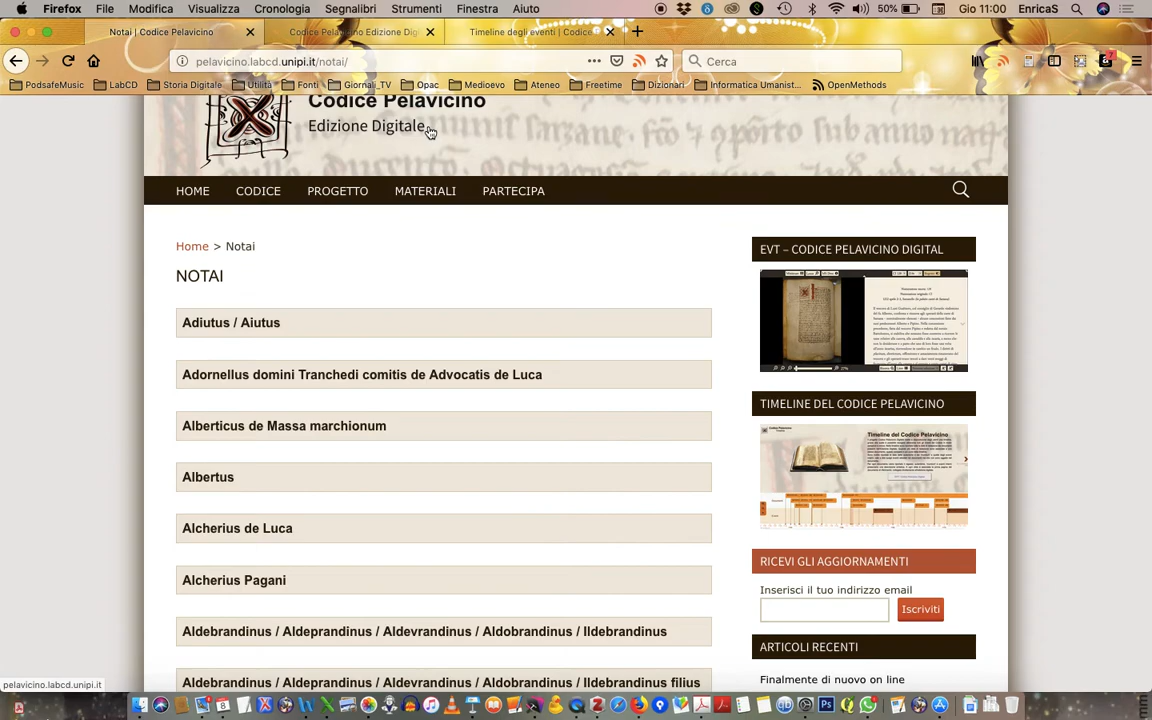 Firefox File Modifica Visualizza Cronologia Segnalibri Strumenti Finestra Aiuto 50% Gio 11:00 EnricaS
Notai | Codice Pelavicino Codice Pelavicino Edizione Dig Timeline degli eventi | Codice
pelavicino.labcd.unipi.it/notai/ Cerca 7
PodsafeMusic LabCD Storia Digitale Utilità Fonti Giornali_TV Opac Medioevo Ateneo Freetime Dizionari Informatica Umanist... OpenMethods
Codice Pelavicino
Edizione Digitale
HOME CODICE PROGETTO MATERIALI PARTECIPA
Home > Notai
NOTAI
Adiutus / Aiutus
Adornellus domini Tranchedi comitis de Advocatis de Luca
Albericus de Massa marchionum
Albertus
Alcherius de Luca
Alcherius Pagani
Aldebrandinus / Aldeprandinus / Aldevrandinus / Aldobrandinus / Ildebrandinus
Aldebrandinus / Aldeprandinus / Aldevrandinus / Aldobrandinus / Ildebrandinus filius
EVT – CODICE PELAVICINO DIGITAL
TIMELINE DEL CODICE PELAVICINO
Timeline del Codice Pelavicino
RICEVI GLI AGGIORNAMENTI
Inserisci il tuo indirizzo email
Iscriviti
ARTICOLI RECENTI
Finalmente di nuovo on line
pelavicino.labcd.unipi.it